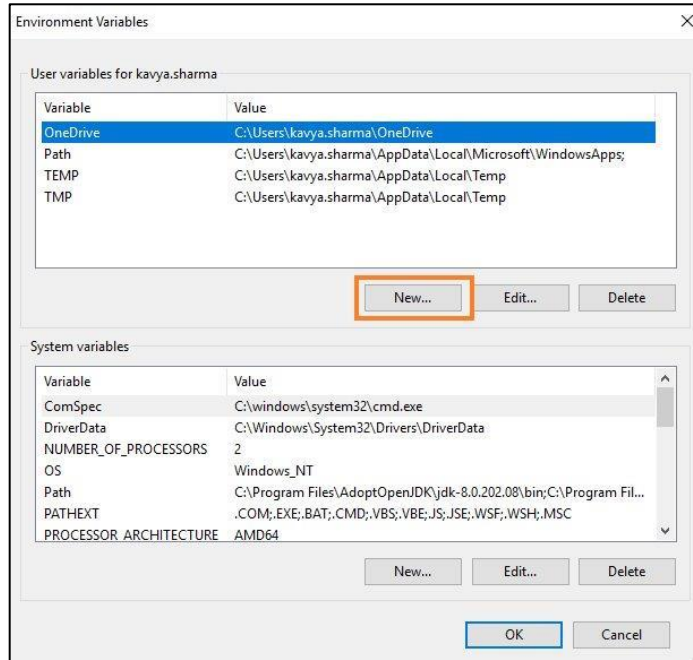 Environment Variables
User variables for kavya.sharma
Variable Value
OneDrive C:\Users\kavya.sharma\OneDrive
Path C:\Users\kavya.sharma\AppData\Local\Microsoft\WindowsApps;
TEMP C:\Users\kavya.sharma\AppData\Local\Temp
TMP C:\Users\kavya.sharma\AppData\Local\Temp
New... Edit... Delete
System variables
Variable Value
ComSpec C:\windows\system32\cmd.exe
DriverData C:\Windows\System32\Drivers\DriverData
NUMBER_OF_PROCESSORS 2
OS Windows_NT
Path C:\Program Files\AdoptOpenJDK\jdk-8.0.202.08\bin;C:\Program Fil...
PATHEXT .COM;.EXE;.BAT;.CMD;.VBS;.VBE;.JS;.JSE;.WSF;.WSH;.MSC
PROCESSOR_ARCHITECTURE AMD64
New... Edit... Delete
OK Cancel